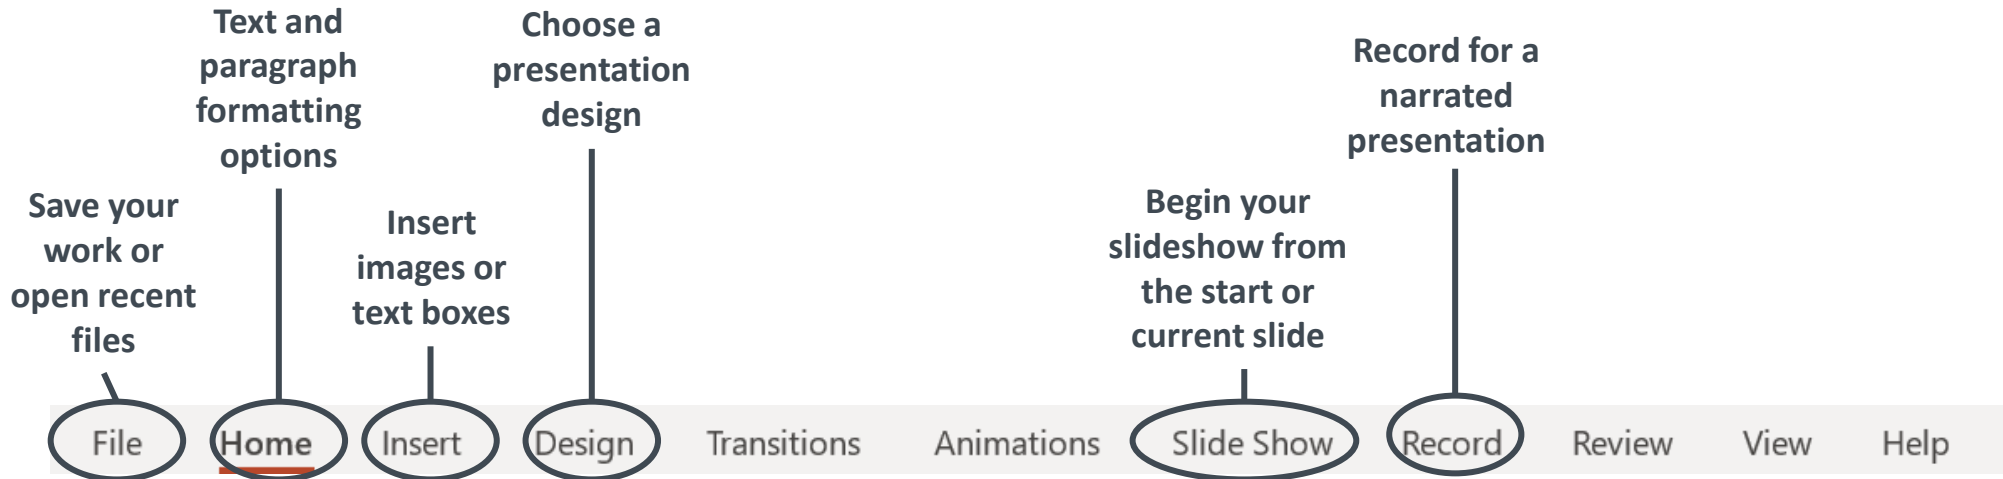 Text and
paragraph
formatting
options
Choose a
presentation
design
Record for a
narrated
presentation
Save your
work or
open recent
files
Insert
images or
text boxes
Begin your
slideshow from
the start or
current slide
File Home Insert Design Transitions Animations Slide Show Record Review View Help